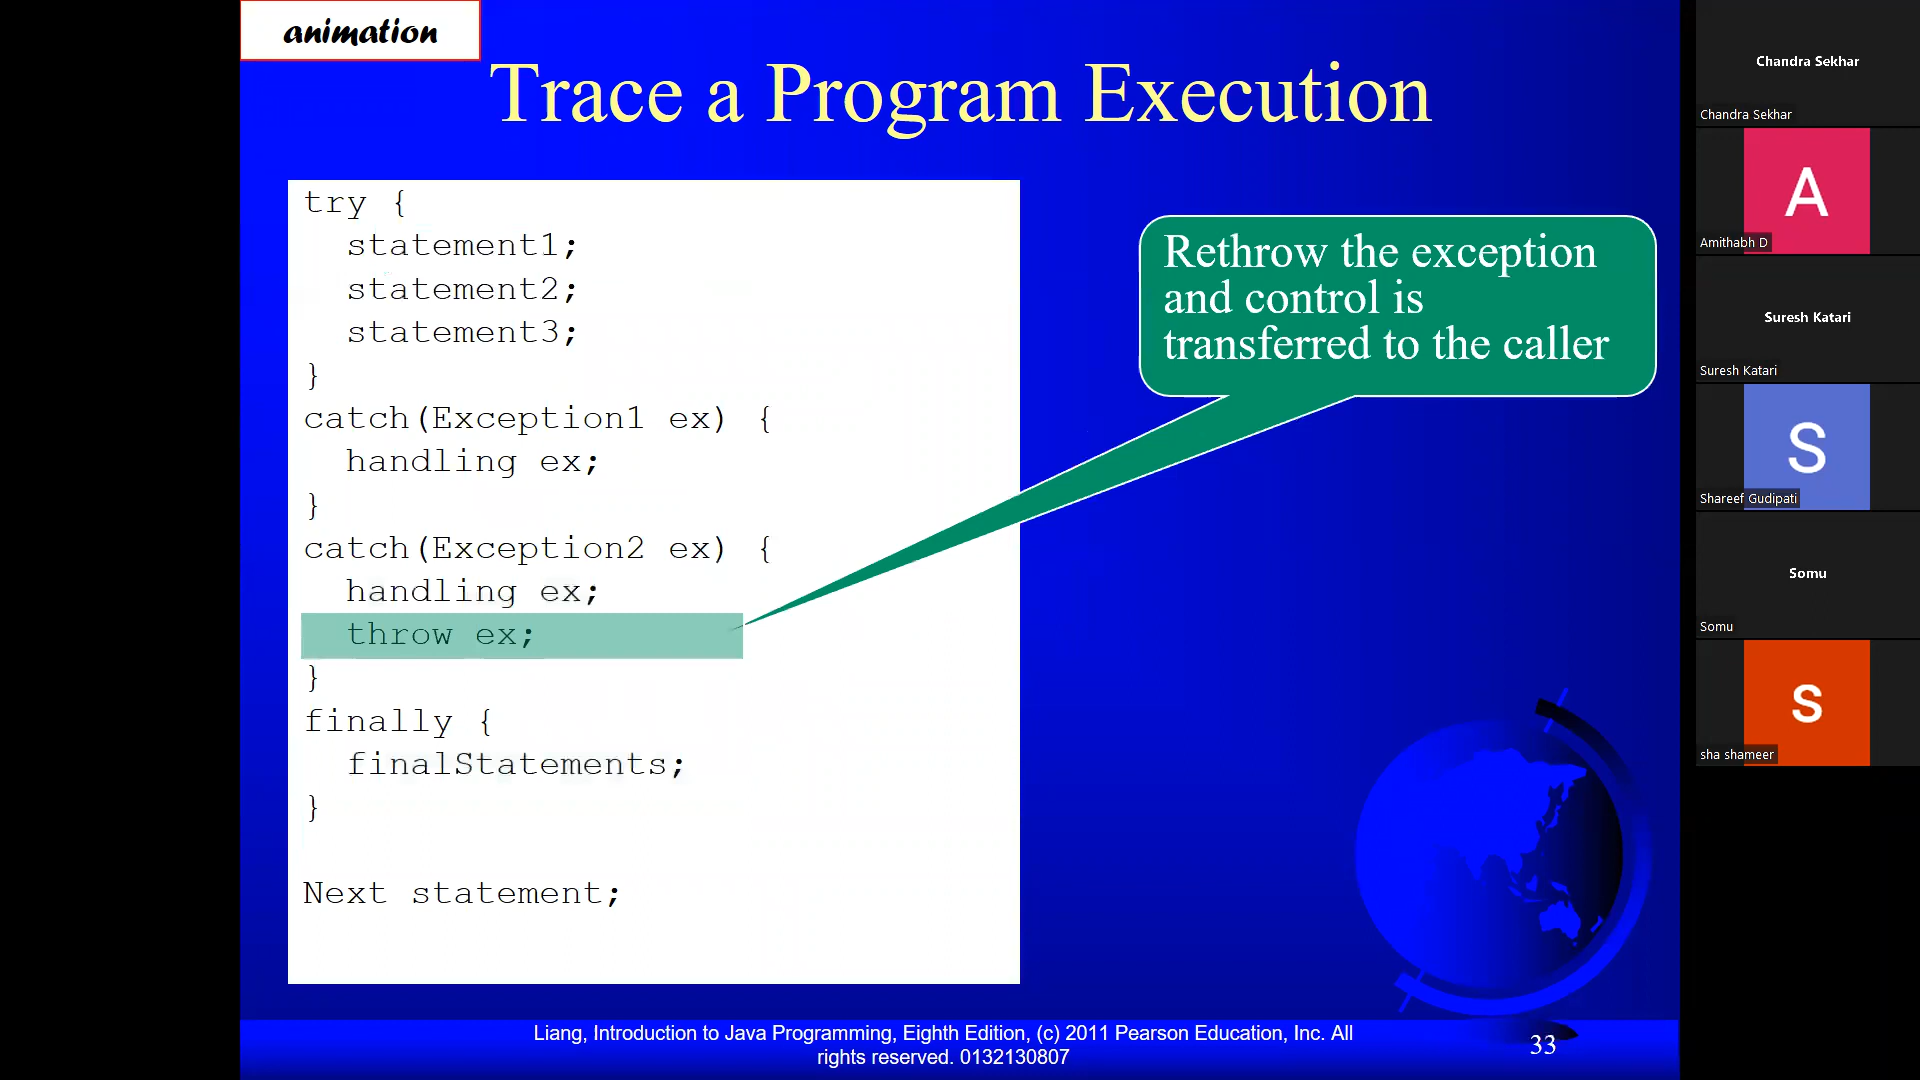 animation
Trace a Program Execution
try {
statement1;
statement2;
statement3;
}
catch(Exception1 ex) {
handling ex;
}
catch(Exception2 ex) {
handling ex;
throw ex;
}
finally {
finalStatements;
}
Next statement;
Rethrow the exception
and control is
transferred to the caller
Liang, Introduction to Java Programming, Eighth Edition, (c) 2011 Pearson Education, Inc. All
rights reserved. 0132130807
33
Chandra Sekhar
Chandra Sekhar
A
Amithabh D
Suresh Katari
Suresh Katari
S
Shareef Gudipati
Somu
Somu
S
sha shameer